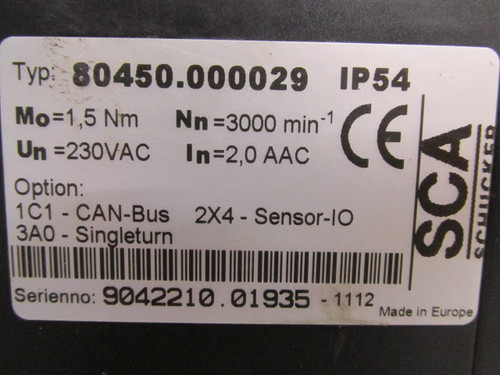 Typ: 80450.000029 IP54
Mo=1,5 Nm Nn=3000 min-1
Un=230VAC In=2,0 AAC
CE
Option:
1C1 - CAN-Bus 2X4 - Sensor-IO
3A0 - Singleturn
Serienno: 9042210.01935 - 1112
Made in Europe
SCA
SCHUCKER